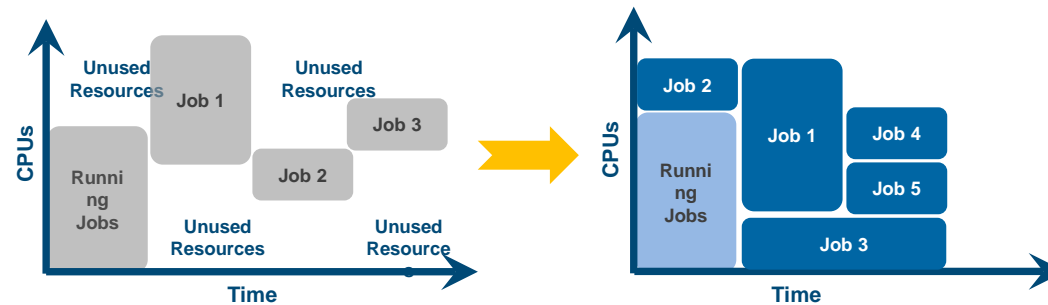 Unused
Resources
Job 1
Unused
Resources
Job 3
CPUs
Runni
ng
Jobs
Job 2
Unused
Resources
Unused
Resource
s
Time
Job 2
Job 1
Job 4
CPUs
Runni
ng
Jobs
Job 5
Job 3
Time